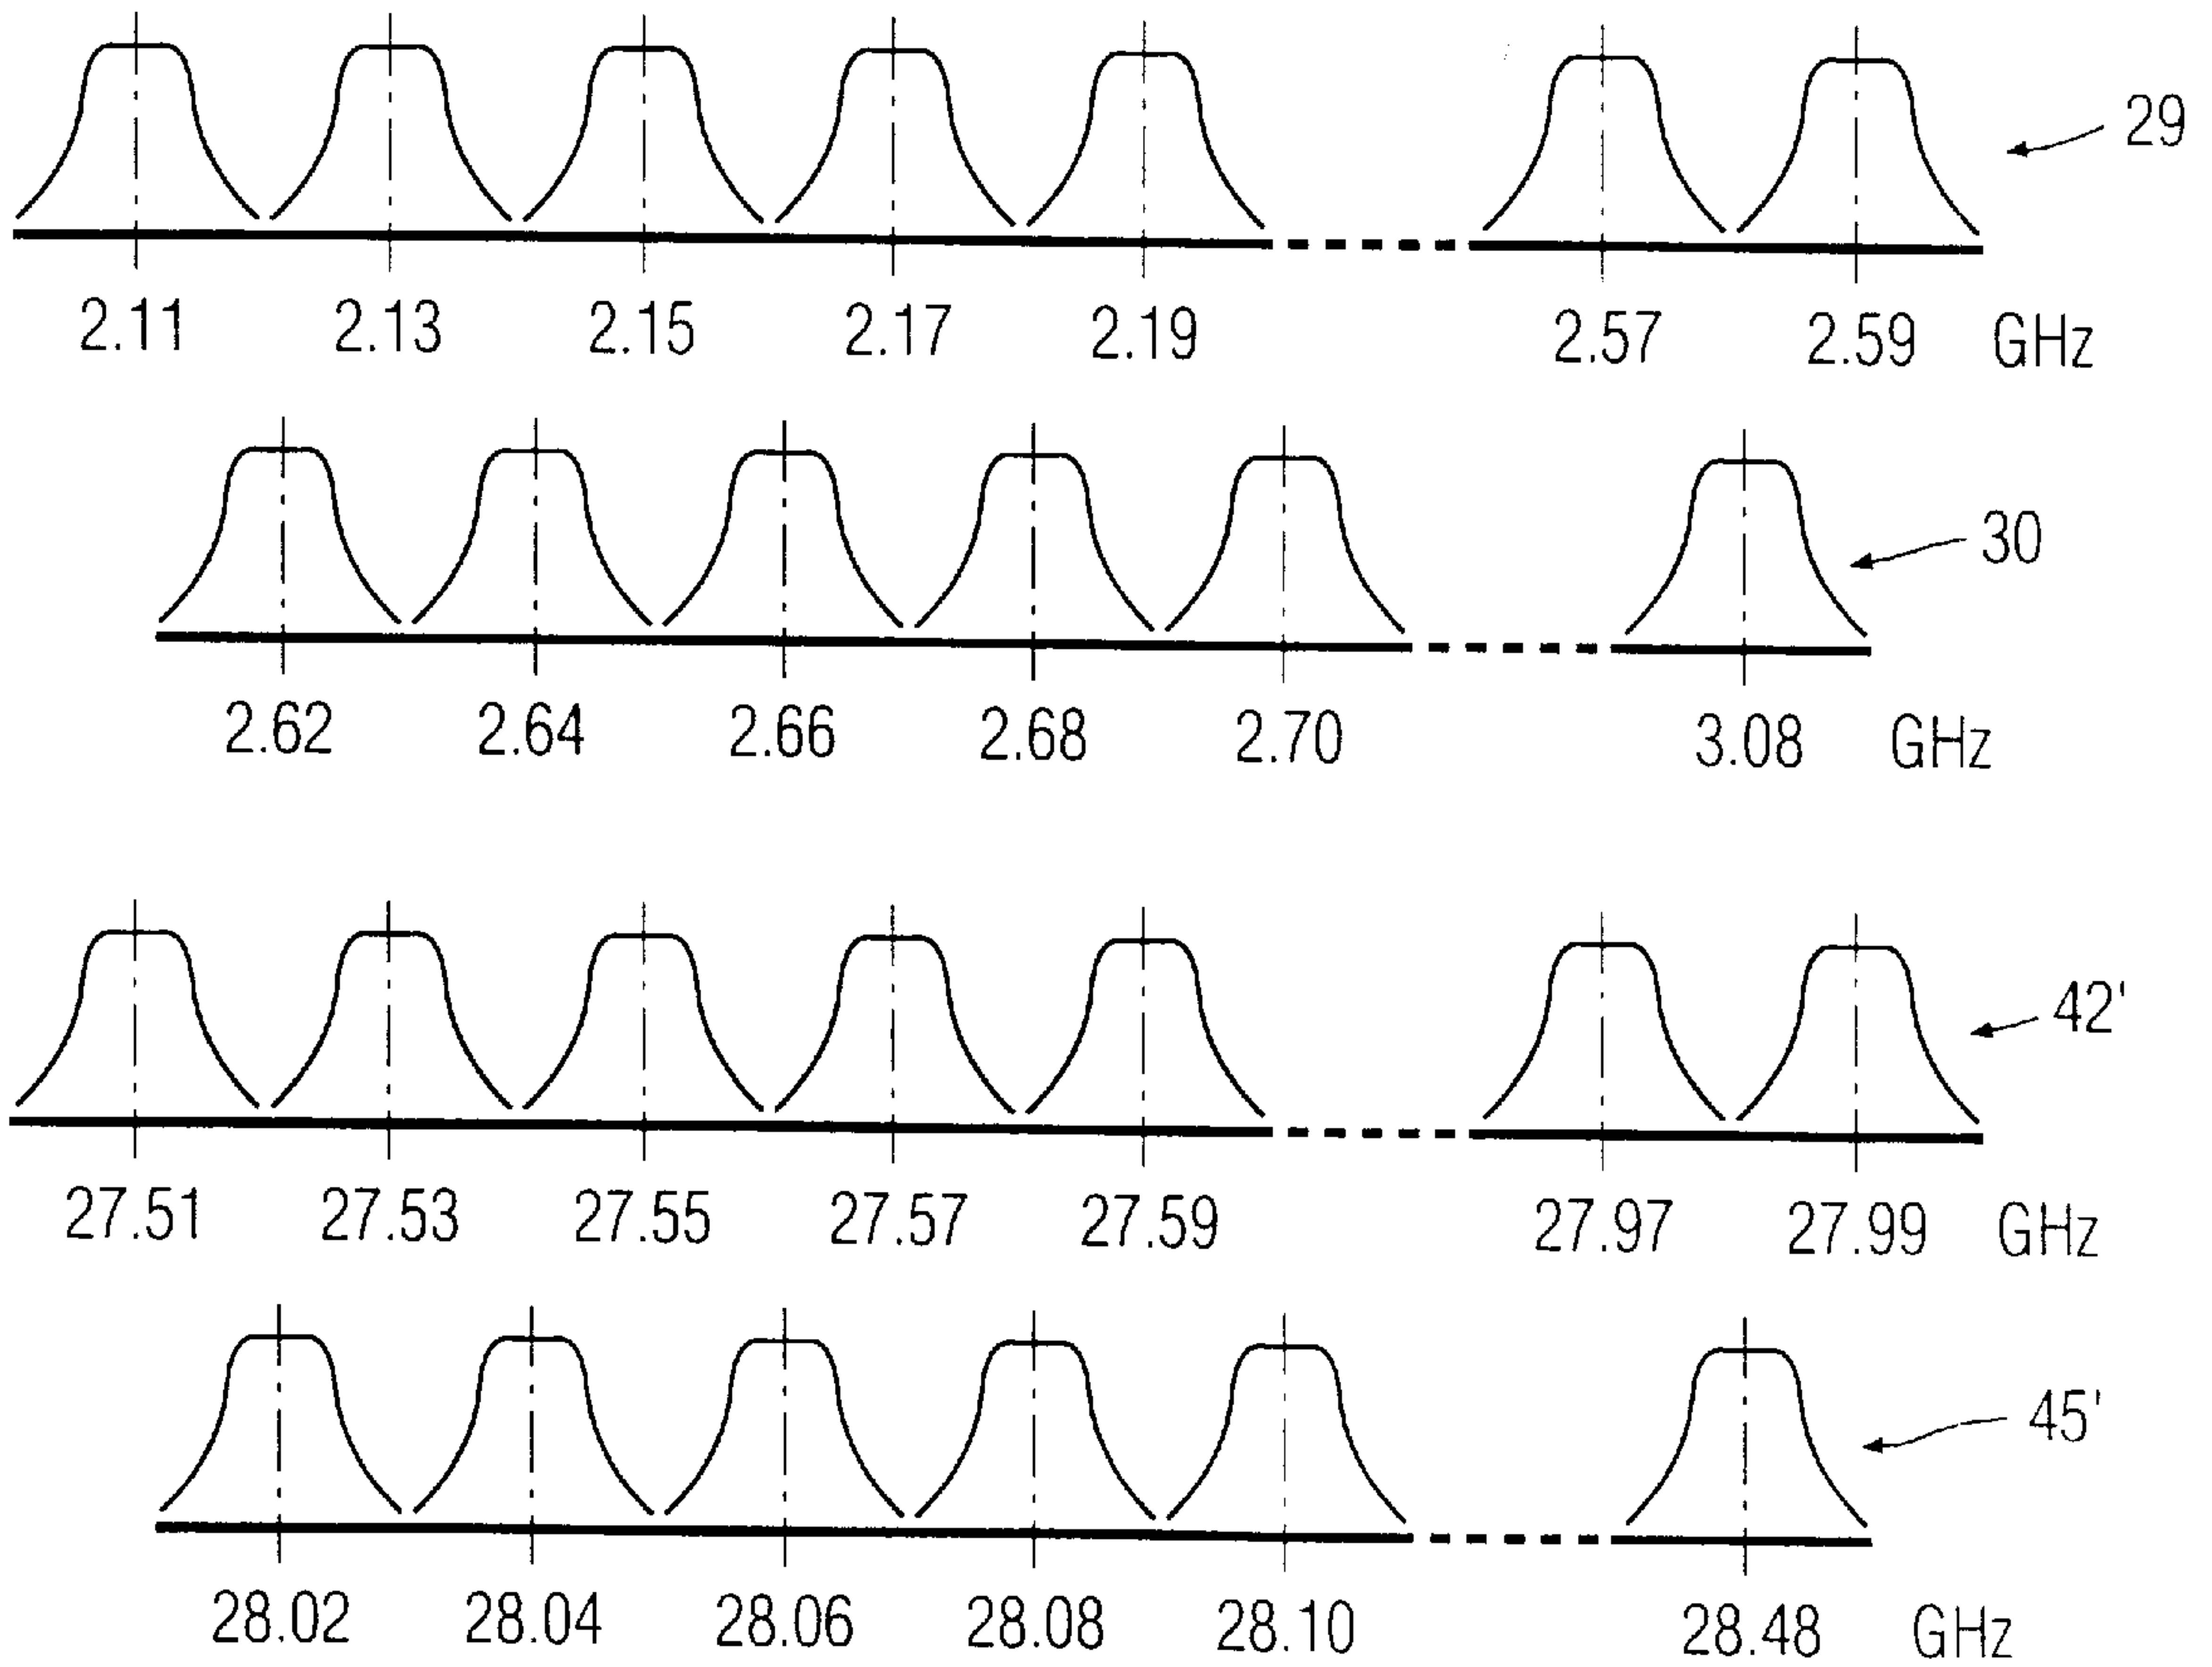 29
2.11 2.13 2.15 2.17 2.19 2.57 2.59 GHz
30
2.62 2.64 2.66 2.68 2.70 3.08 GHz
42'
27.51 27.53 27.55 27.57 27.59 27.97 27.99 GHz
45'
28.02 28.04 28.06 28.08 28.10 28.48 GHz